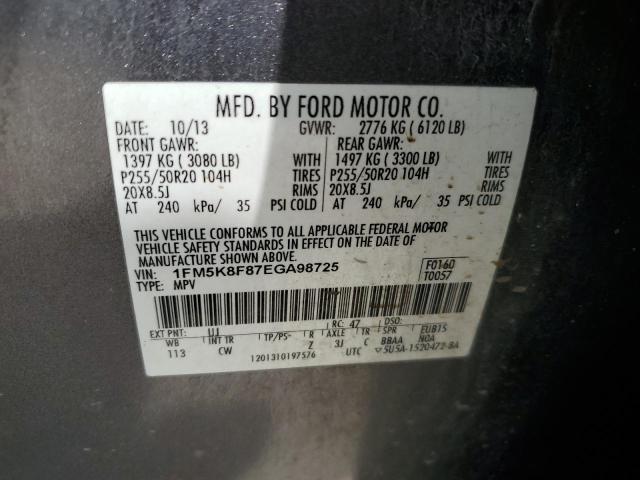 MFD. BY FORD MOTOR CO.
DATE: 10/13 GVWR: 2776 KG ( 6120 LB)
FRONT GAWR: REAR GAWR:
1397 KG ( 3080 LB) WITH 1497 KG ( 3300 LB) WITH
P255/50R20 104H TIRES P255/50R20 104H TIRES
20X8.5J RIMS 20X8.5J RIMS
AT 240 kPa/ 35 PSI COLD AT 240 kPa/ 35 PSI COLD
THIS VEHICLE CONFORMS TO ALL APPLICABLE FEDERAL MOTOR
VEHICLE SAFETY STANDARDS IN EFFECT ON THE DATE OF
MANUFACTURE SHOWN ABOVE.
VIN: 1FM5K8F87EGA98725 F0160
TYPE: MPV T0057
EXT PNT: UJ RC: 47 DSO:
WB INT TR TP/PS R AXLE TR SPR EUB15
113 CW Z 3J C BBAA NOA
1201310197576 UTC 5U5A-1520472-BA